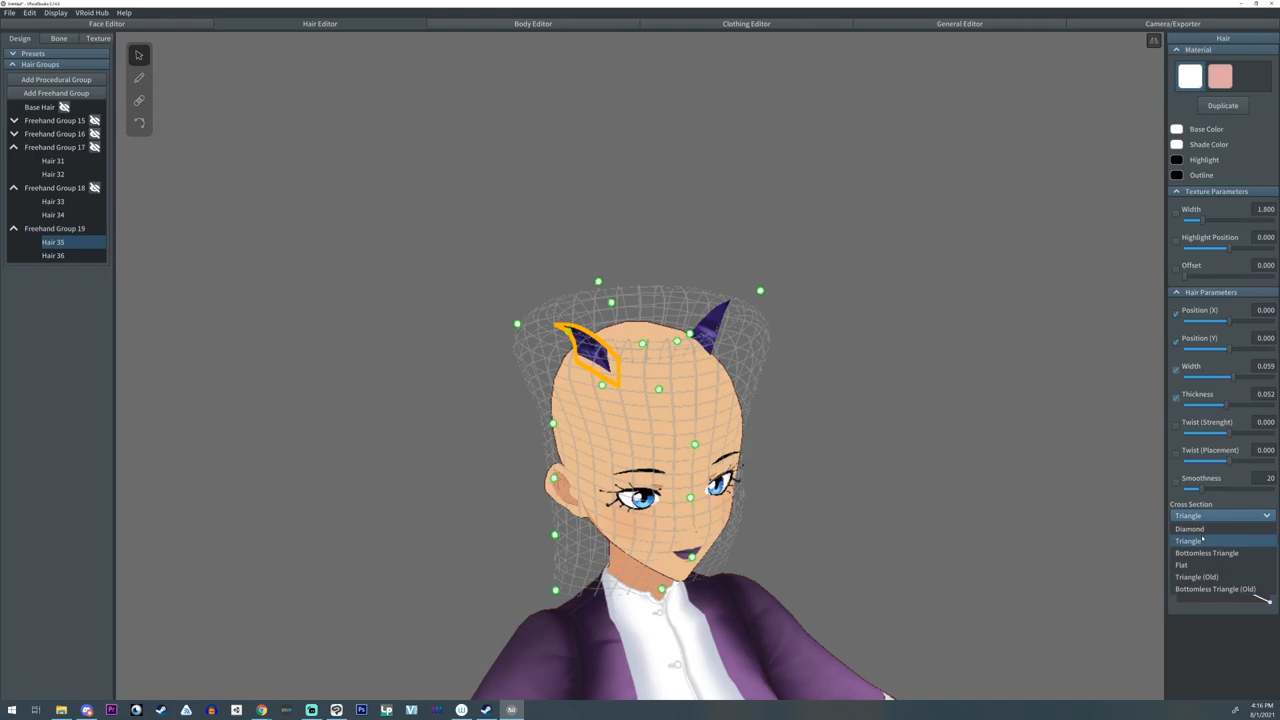 Untitled* - VRoidStudio 0.14.0
File Edit Display VRoid Hub Tools
Face Editor Hair Editor Body Editor Clothing Editor General Editor Camera/Exporter
Design Bone Texture
Presets
Hair Groups
Add Procedural Group
Add Freehand Group
Base Hair
Freehand Group 15
Freehand Group 16
Freehand Group 17
Hair 31
Hair 32
Freehand Group 18
Hair 33
Hair 34
Freehand Group 19
Hair 35
Hair 36
Hair
Material
Duplicate
Base Color
Shade Color
Highlight
Outline
Texture Parameters
Width 1.800
Highlight Position 0.000
Offset 0.000
Hair Parameters
Position (X) 0.000
Position (Y) 0.000
Width 0.059
Thickness 0.052
Twist (Strenght) 0.000
Twist (Placement) 0.000
Smoothness 20
Cross Section
Triangle
Diamond
Triangle
Bottomless Triangle
Flat
Triangle (Old)
Bottomless Triangle (Old)
4:16 PM
8/1/2021